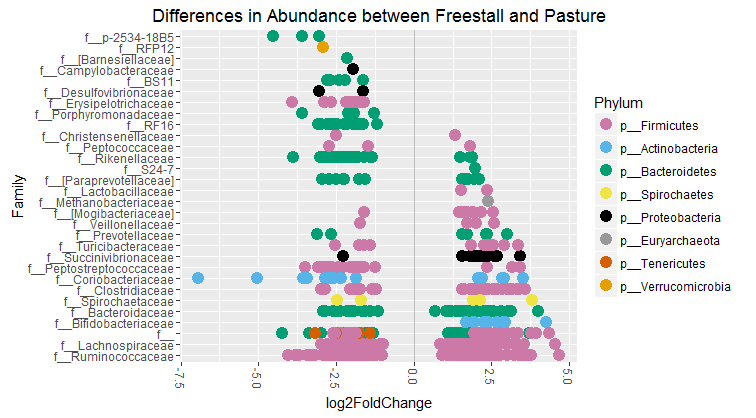 Differences in Abundance between Freestall and Pasture
Family
f__p-2534-18B5
f__RFP12
f__[Barnesiellaceae]
f__Campylobacteraceae
f__BS11
f__Desulfovibrionaceae
f__Erysipelotrichaceae
f__Porphyromonadaceae
f__RF16
f__Christensenellaceae
f__Peptococcaceae
f__Rikenellaceae
f__S24-7
f__[Paraprevotellaceae]
f__Lactobacillaceae
f__Methanobacteriaceae
f__[Mogibacteriaceae]
f__Veillonellaceae
f__Prevotellaceae
f__Turicibacteraceae
f__Succinivibrionaceae
f__Peptostreptococcaceae
f__Coriobacteriaceae
f__Clostridiaceae
f__Spirochaetaceae
f__Bacteroidaceae
f__Bifidobacteriaceae
f__
f__Lachnospiraceae
f__Ruminococcaceae
-7.5
-5.0
-2.5
0.0
2.5
5.0
log2FoldChange
Phylum
p__Firmicutes
p__Actinobacteria
p__Bacteroidetes
p__Spirochaetes
p__Proteobacteria
p__Euryarchaeota
p__Tenericutes
p__Verrucomicrobia